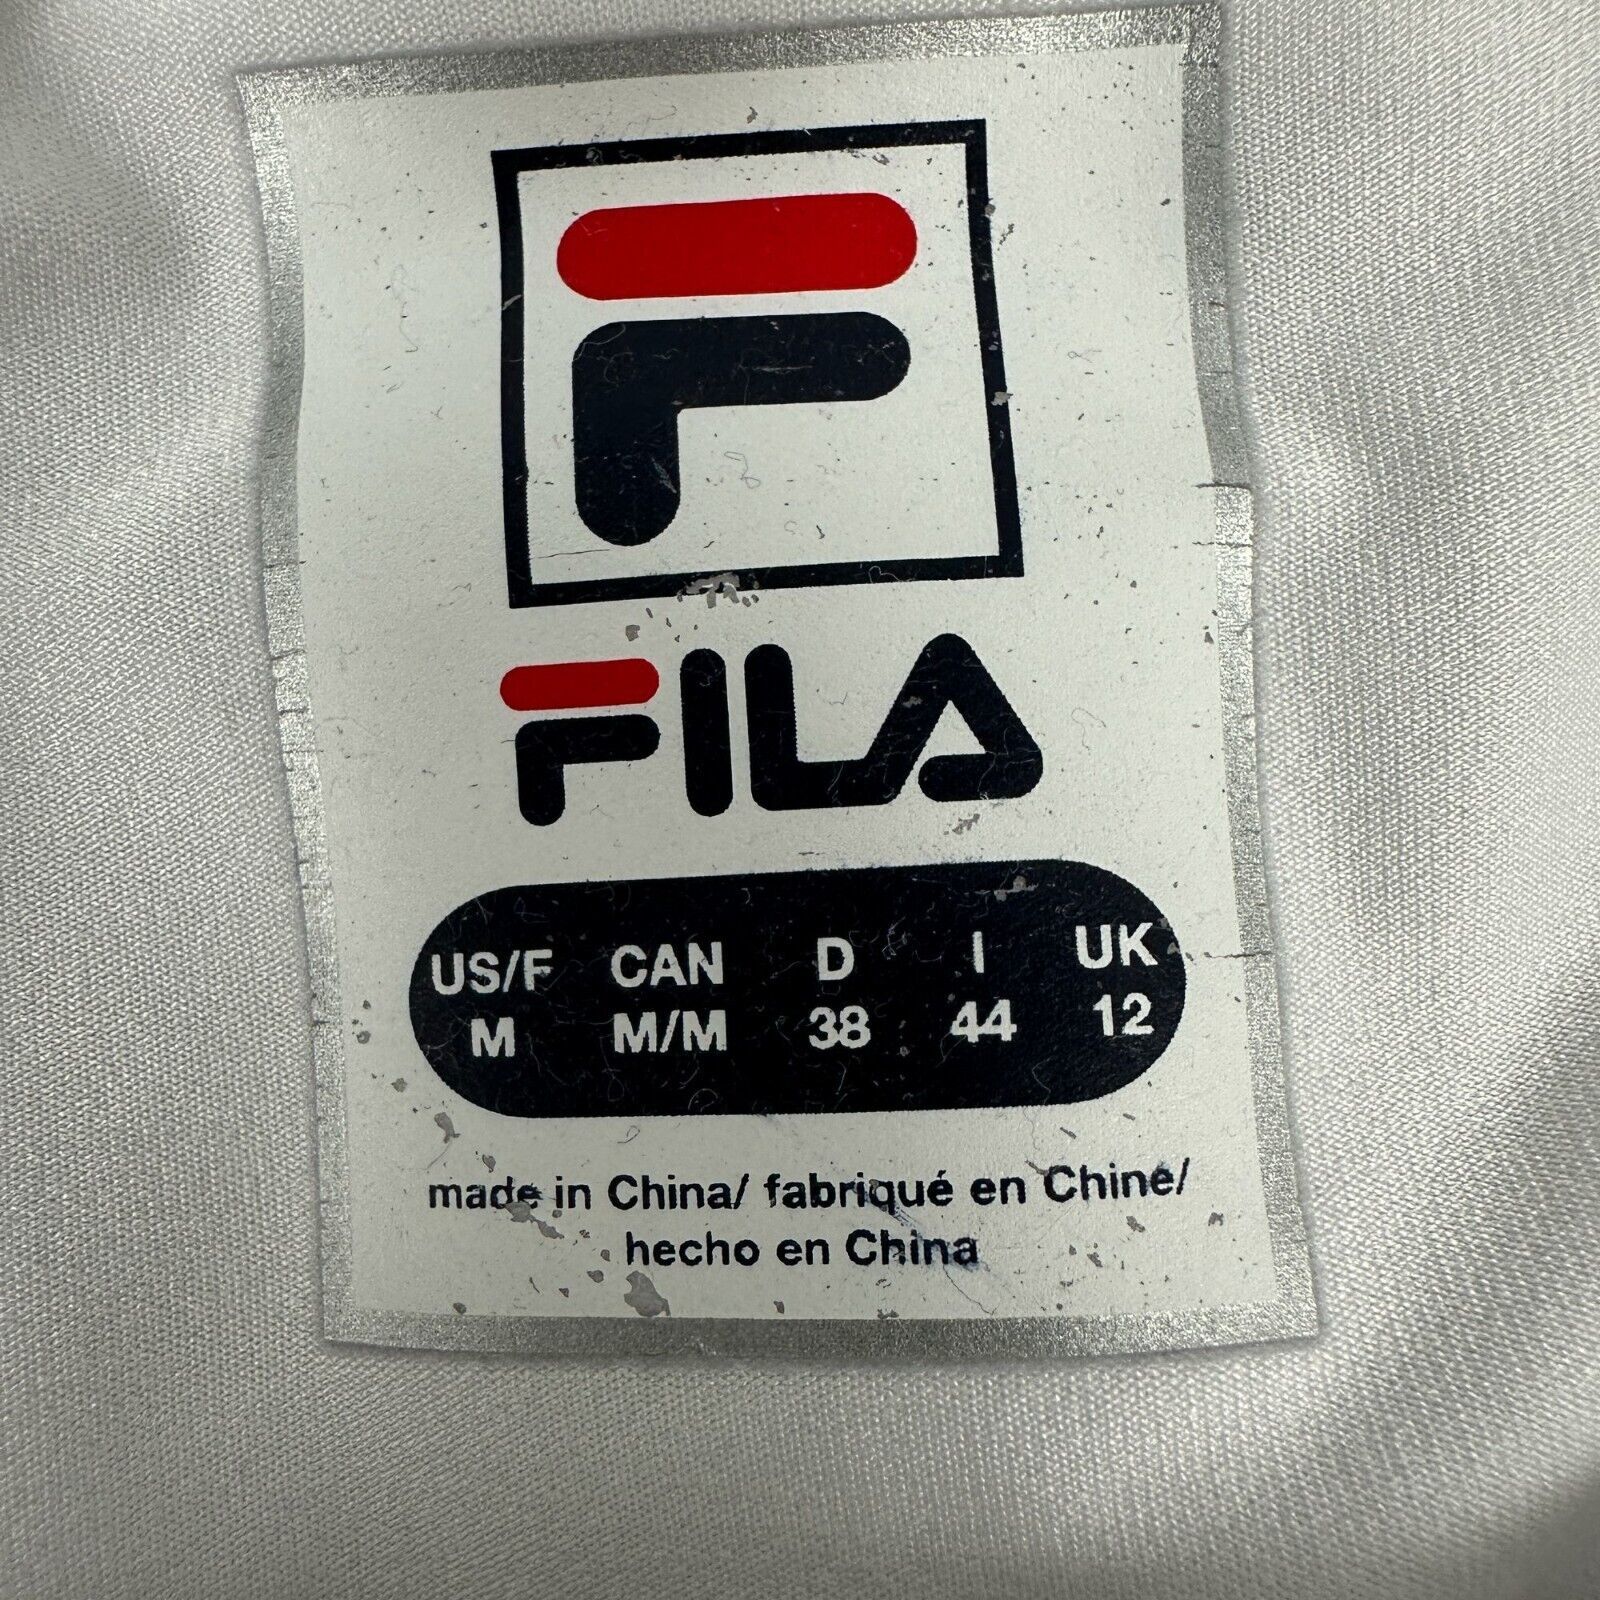 F
FILA
US/F CAN D I UK
M M/M 38 44 12
made in China/ fabriqué en Chine/
hecho en China